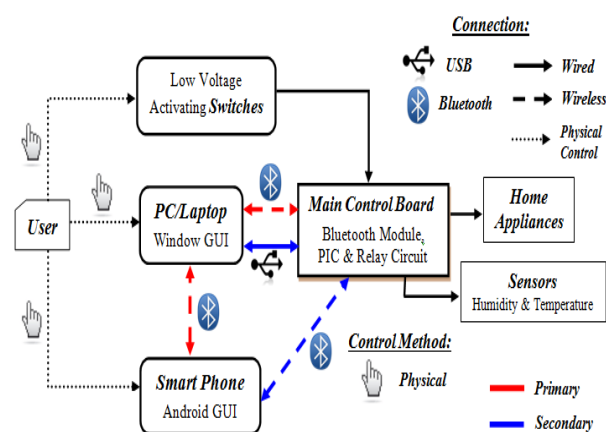 Connection:
USB
Wired
Bluetooth
Wireless
Physical
Control
Low Voltage
Activating Switches
User
PC/Laptop
Window GUI
Main Control Board
Bluetooth Module,
PIC & Relay Circuit
Home
Appliances
Sensors
Humidity & Temperature
Smart Phone
Android GUI
Control Method:
Physical
Primary
Secondary